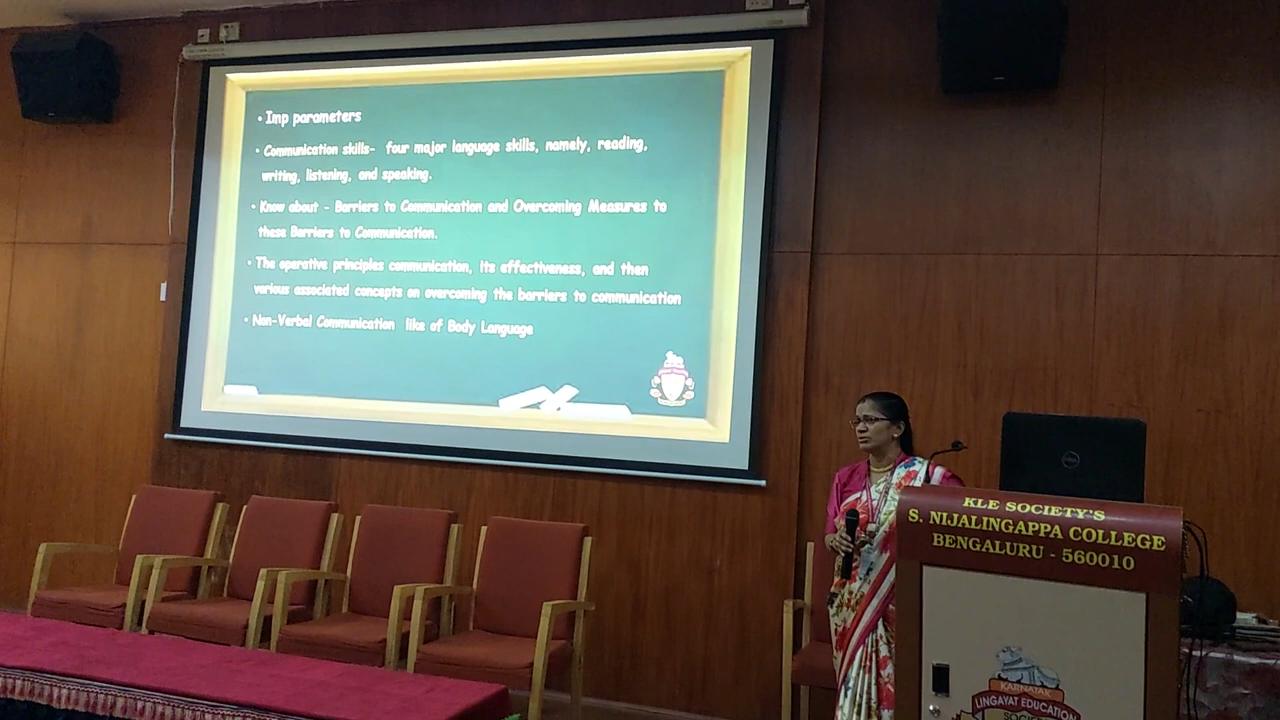 • Imp parameters
• Communication skills- four major language skills, namely, reading,
writing, listening, and speaking.
• Know about - Barriers to Communication and Overcoming Measures to
these Barriers to Communication.
• The operative principles communication, its effectiveness, and then
various associated concepts on overcoming the barriers to communication
• Non-Verbal Communication like of Body Language
DELL
KLE SOCIETY'S
S. NIJALINGAPPA COLLEGE
BENGALURU - 560010
KARNATAK
LINGAYAT EDUCATION
SOCIETY